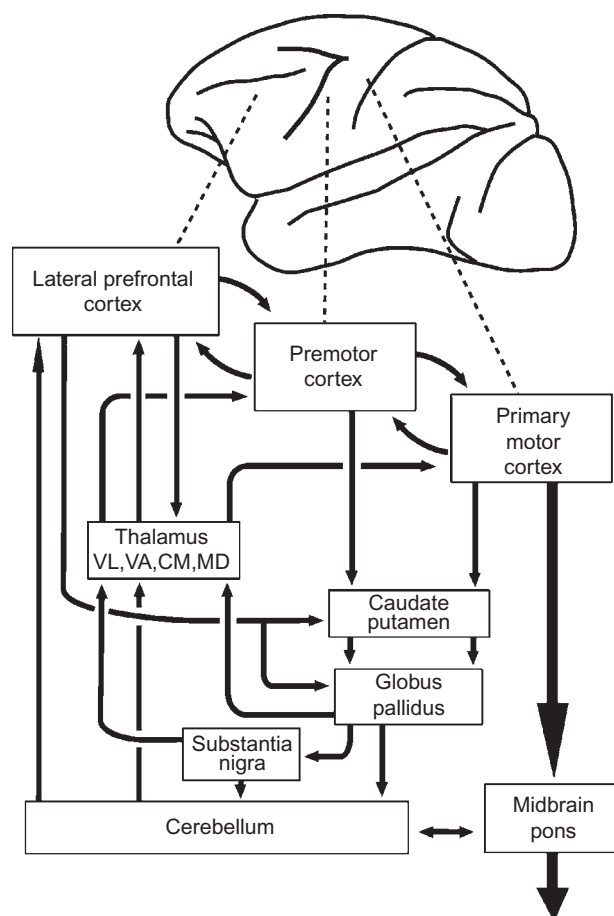 Lateral prefrontal
cortex
Premotor
cortex
Primary
motor
cortex
Thalamus
VL,VA,CM,MD
Caudate
putamen
Globus
pallidus
Substantia
nigra
Cerebellum
Midbrain
pons